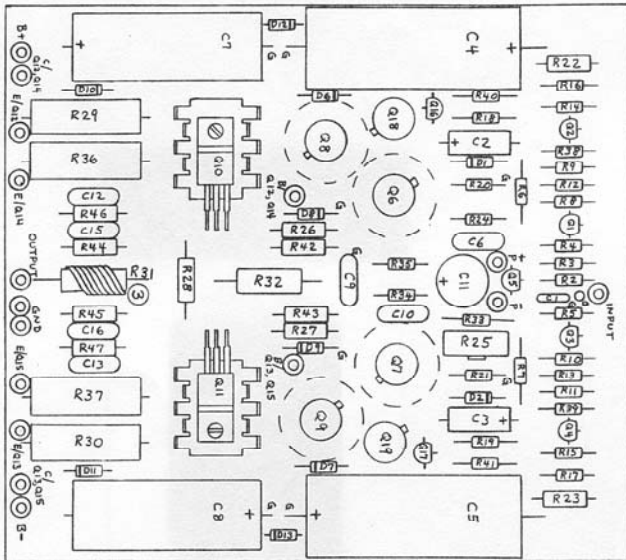 B+
C/
Q12,Q14
E/Q12
E/Q14
OUTPUT
GND
E/Q15
E/Q13
C/
Q13,Q15
B-
+
C7
D12
G
G
+
C4
R22
R16
D10
D6
R40
R14
R29
Q10
Q8
Q18
Q16
R18
Q2
+ C2
R38
R36
D1
R9
B/
Q12, Q14
Q6
G
R20
R6
R12
R8
C12
R46
D8
G
R24
Q1
C15
R26
R44
R42
G
C6
R4
R31
3
R28
R32
C9
R35
+
C11
P
Q5
P
R3
R2
C1
G
INPUT
R34
R45
R43
C10
R33
R5
C16
R27
R25
Q3
R47
D9
G
C13
B/
Q13, Q15
Q7
R21
G
R7
R10
R13
R37
Q11
D2
R11
Q9
C3 +
R39
R30
Q19
Q17
R19
Q4
R15
D11
D7
R41
R17
C8
+
G
G
D13
+
C5
R23